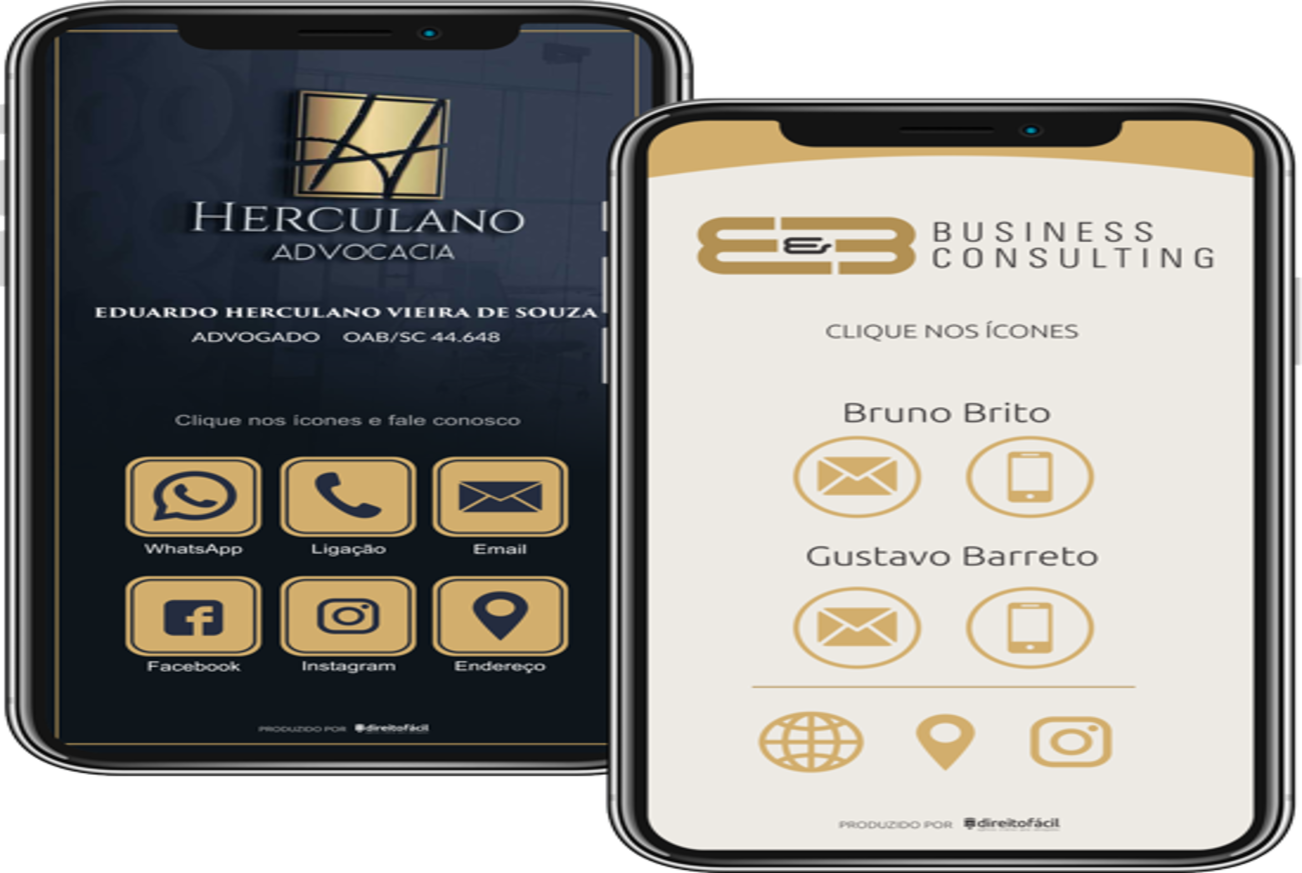 HERCULANO
ADVOCACIA
EDUARDO HERCULANO VIEIRA DE SOUZA
ADVOGADO OAB/SC 44.648
Clique nos ícones e fale conosco
WhatsApp Ligação Email
Facebook Instagram Endereço
PRODUZIDO POR direitofácil
B&B BUSINESS
CONSULTING
CLIQUE NOS ÍCONES
Bruno Brito
Gustavo Barreto
PRODUZIDO POR direitofácil